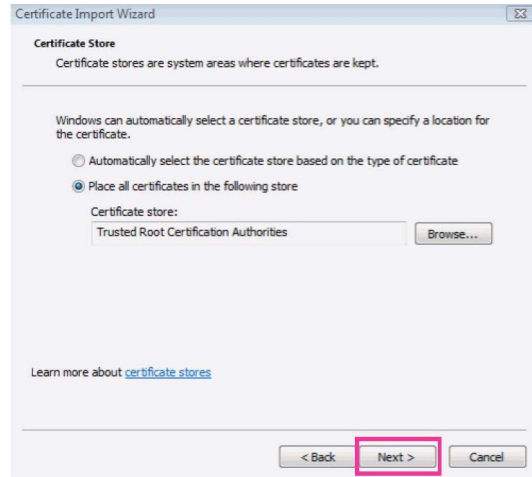 Certificate Import Wizard
Certificate Store
Certificate stores are system areas where certificates are kept.
Windows can automatically select a certificate store, or you can specify a location for
the certificate.
Automatically select the certificate store based on the type of certificate
Place all certificates in the following store
Certificate store:
Trusted Root Certification Authorities
Browse...
Learn more about certificate stores
< Back Next > Cancel